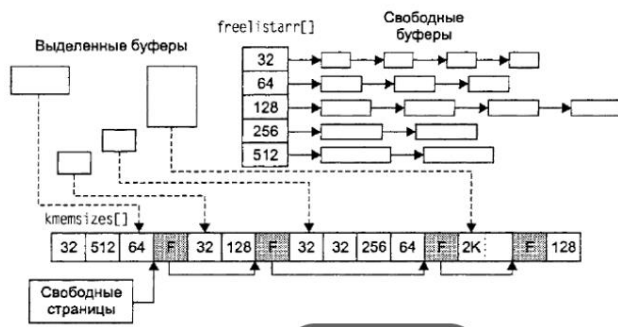 freelistarr[]
Свободные
буферы
Выделенные буферы
32
64
128
256
512
kmemsizes[]
32 512 64 F 32 128 F 32 32 256 64 F 2K F 128
Свободные
страницы